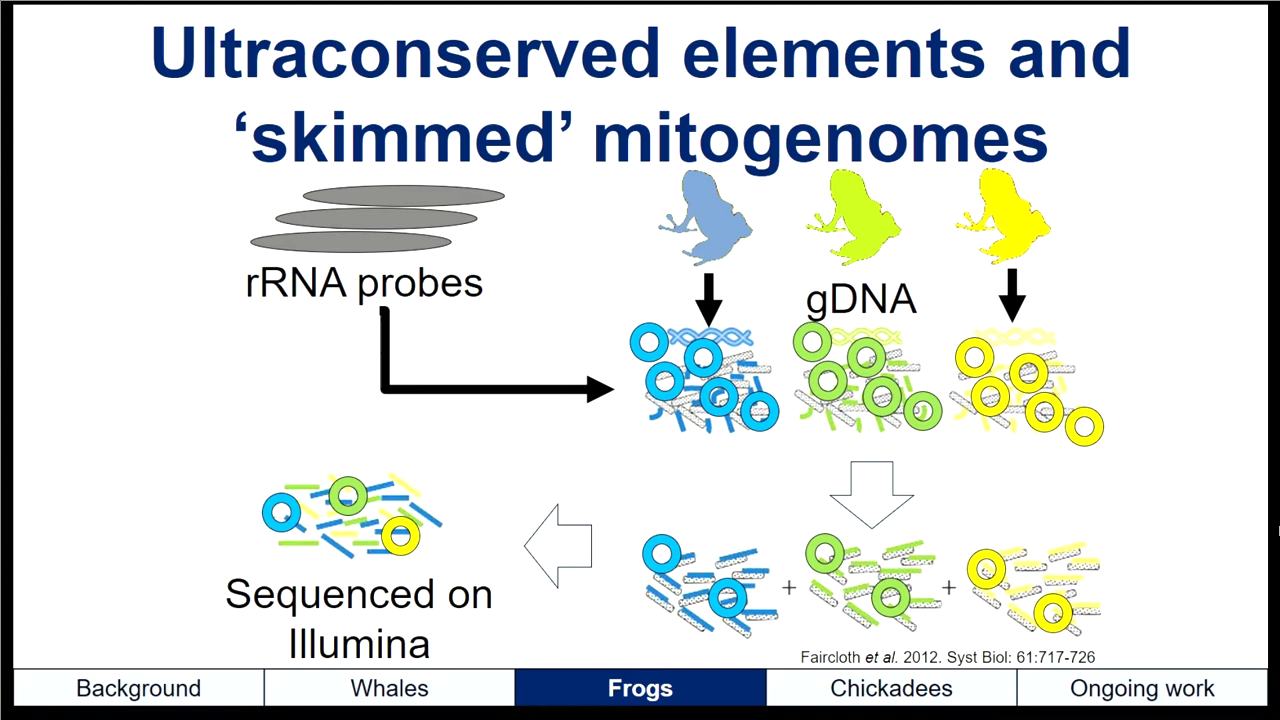 Ultraconserved elements and
‘skimmed’ mitogenomes
rRNA probes
gDNA
+
+
Sequenced on
Illumina
Faircloth et al. 2012. Syst Biol: 61:717-726
Background
Whales
Frogs
Chickadees
Ongoing work